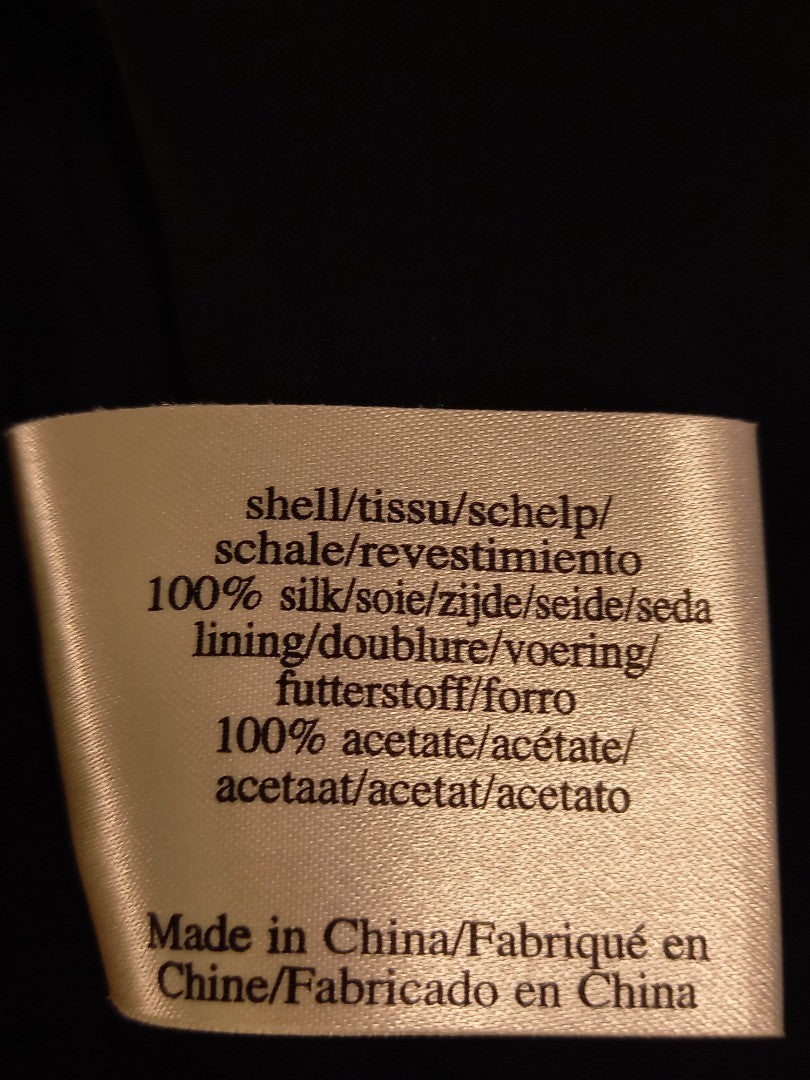 shell/tissu/schelp/
schale/revestimiento
100% silk/soie/zijde/seide/seda
lining/doublure/voering/
futterstoff/forro
100% acetate/acétate/
acetaat/acetat/acetato
Made in China/Fabriqué en
Chine/Fabricado en China